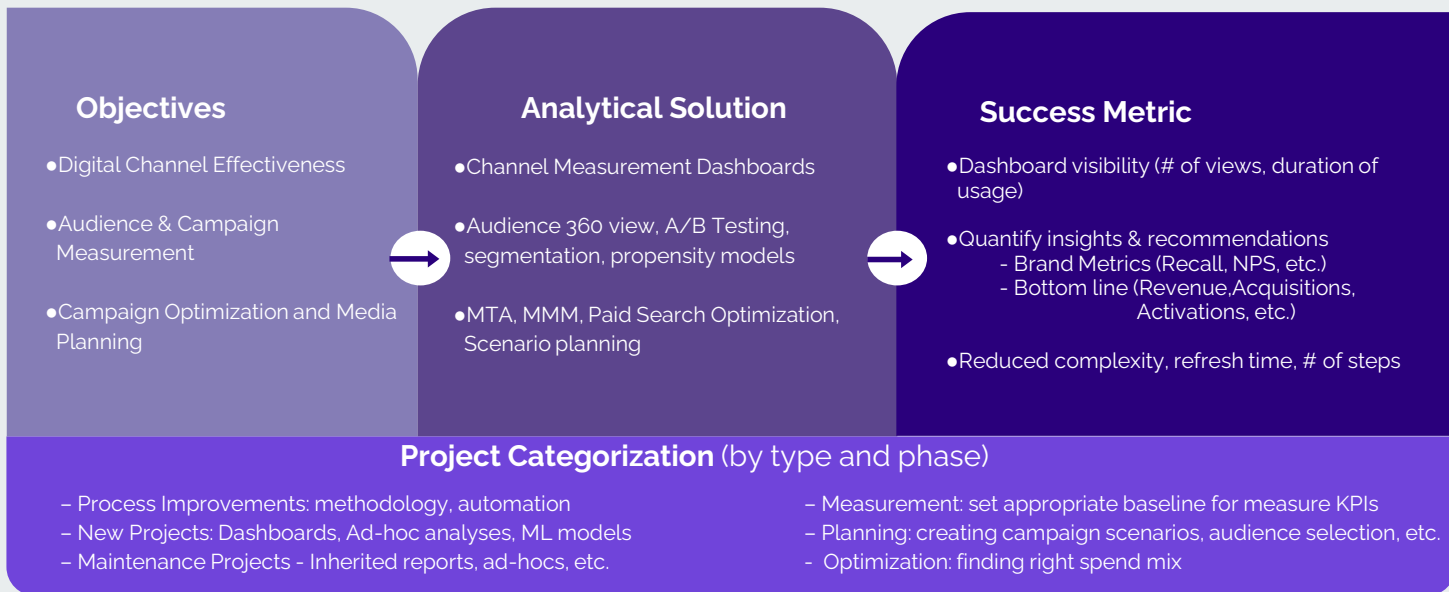 Objectives
●Digital Channel Effectiveness
●Audience & Campaign
Measurement
●Campaign Optimization and Media
Planning
Analytical Solution
●Channel Measurement Dashboards
●Audience 360 view, A/B Testing,
segmentation, propensity models
●MTA, MMM, Paid Search Optimization,
Scenario planning
Success Metric
●Dashboard visibility (# of views, duration of
usage)
●Quantify insights & recommendations
- Brand Metrics (Recall, NPS, etc.)
- Bottom line (Revenue,Acquisitions,
Activations, etc.)
●Reduced complexity, refresh time, # of steps
Project Categorization (by type and phase)
– Process Improvements: methodology, automation
– New Projects: Dashboards, Ad-hoc analyses, ML models
– Maintenance Projects - Inherited reports, ad-hocs, etc.
– Measurement: set appropriate baseline for measure KPIs
– Planning: creating campaign scenarios, audience selection, etc.
- Optimization: finding right spend mix